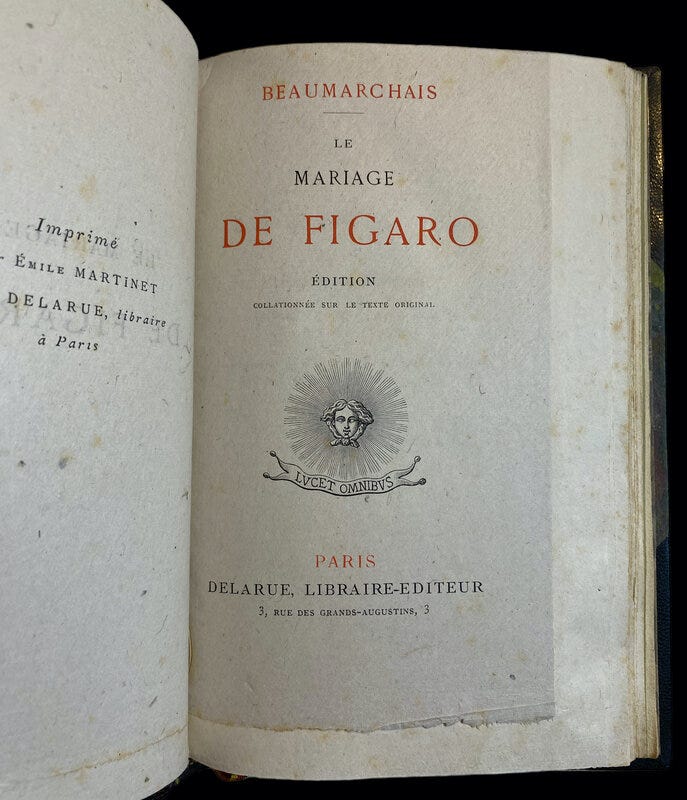 Imprimé
ÉMILE MARTINET
DELARUE, libraire
à Paris
BEAUMARCHAIS
LE
MARIAGE
DE FIGARO
ÉDITION
COLLATIONNÉE SUR LE TEXTE ORIGINAL
LVCET OMNIBVS
PARIS
DELARUE, LIBRAIRE-EDITEUR
3, RUE DES GRANDS-AUGUSTINS, 3